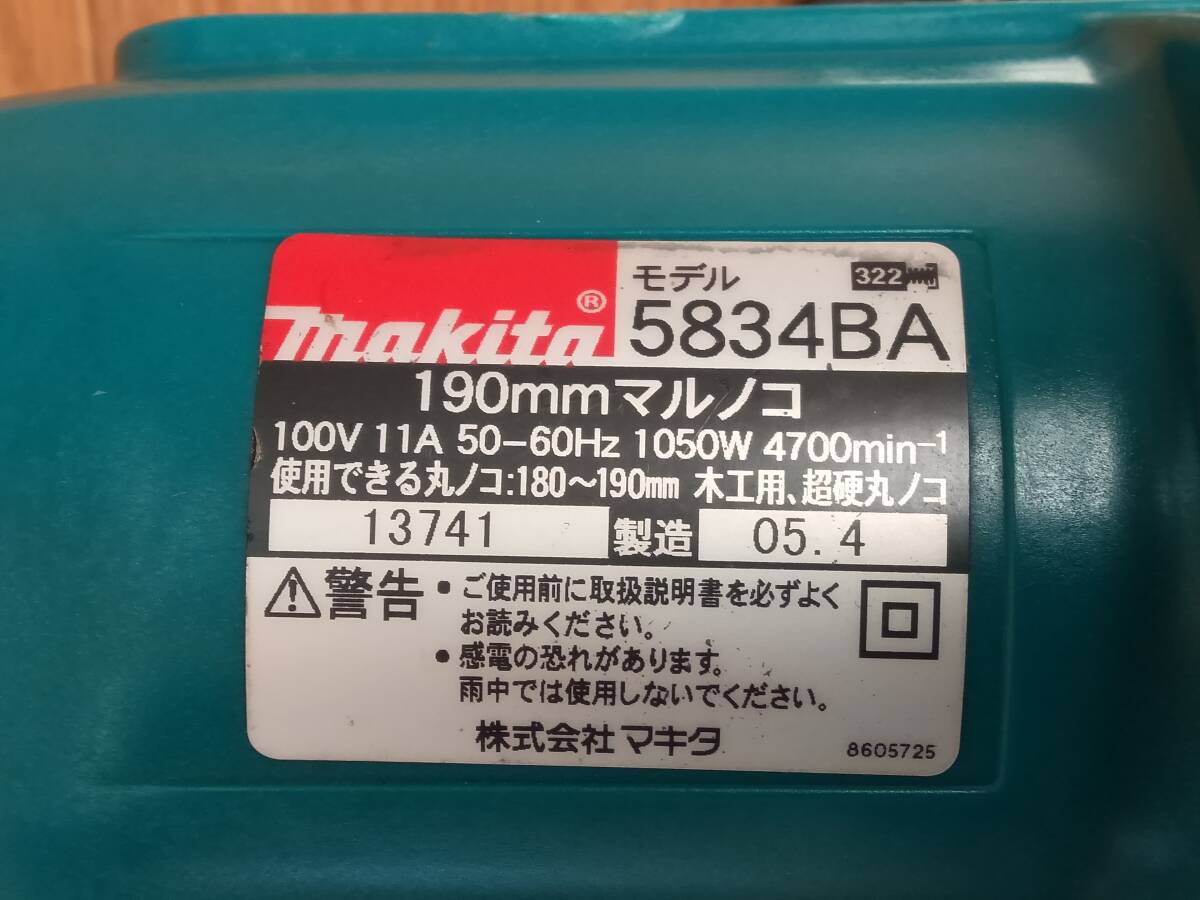 makita®
モデル
322
5834BA
190mmマルノコ
100V 11A 50-60Hz 1050W 4700min⁻¹
使用できる丸ノコ:180~190mm 木工用、超硬丸ノコ
13741 製造 05.4
警告
・ご使用前に取扱説明書を必ずよく
お読みください。
・感電の恐れがあります。
雨中では使用しないでください。
株式会社マキタ
8605725